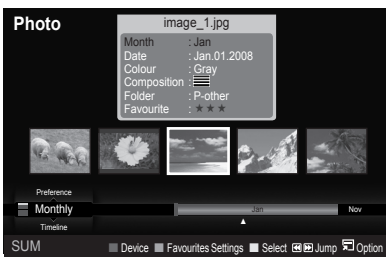 Photo
image_1.jpg
Month : Jan
Date : Jan.01.2008
Colour : Gray
Composition :
Folder : P-other
Favourite : ★ ★ ★
Preference
Monthly
Timeline
Jan
Nov
SUM Device Favourites Settings Select Jump Option